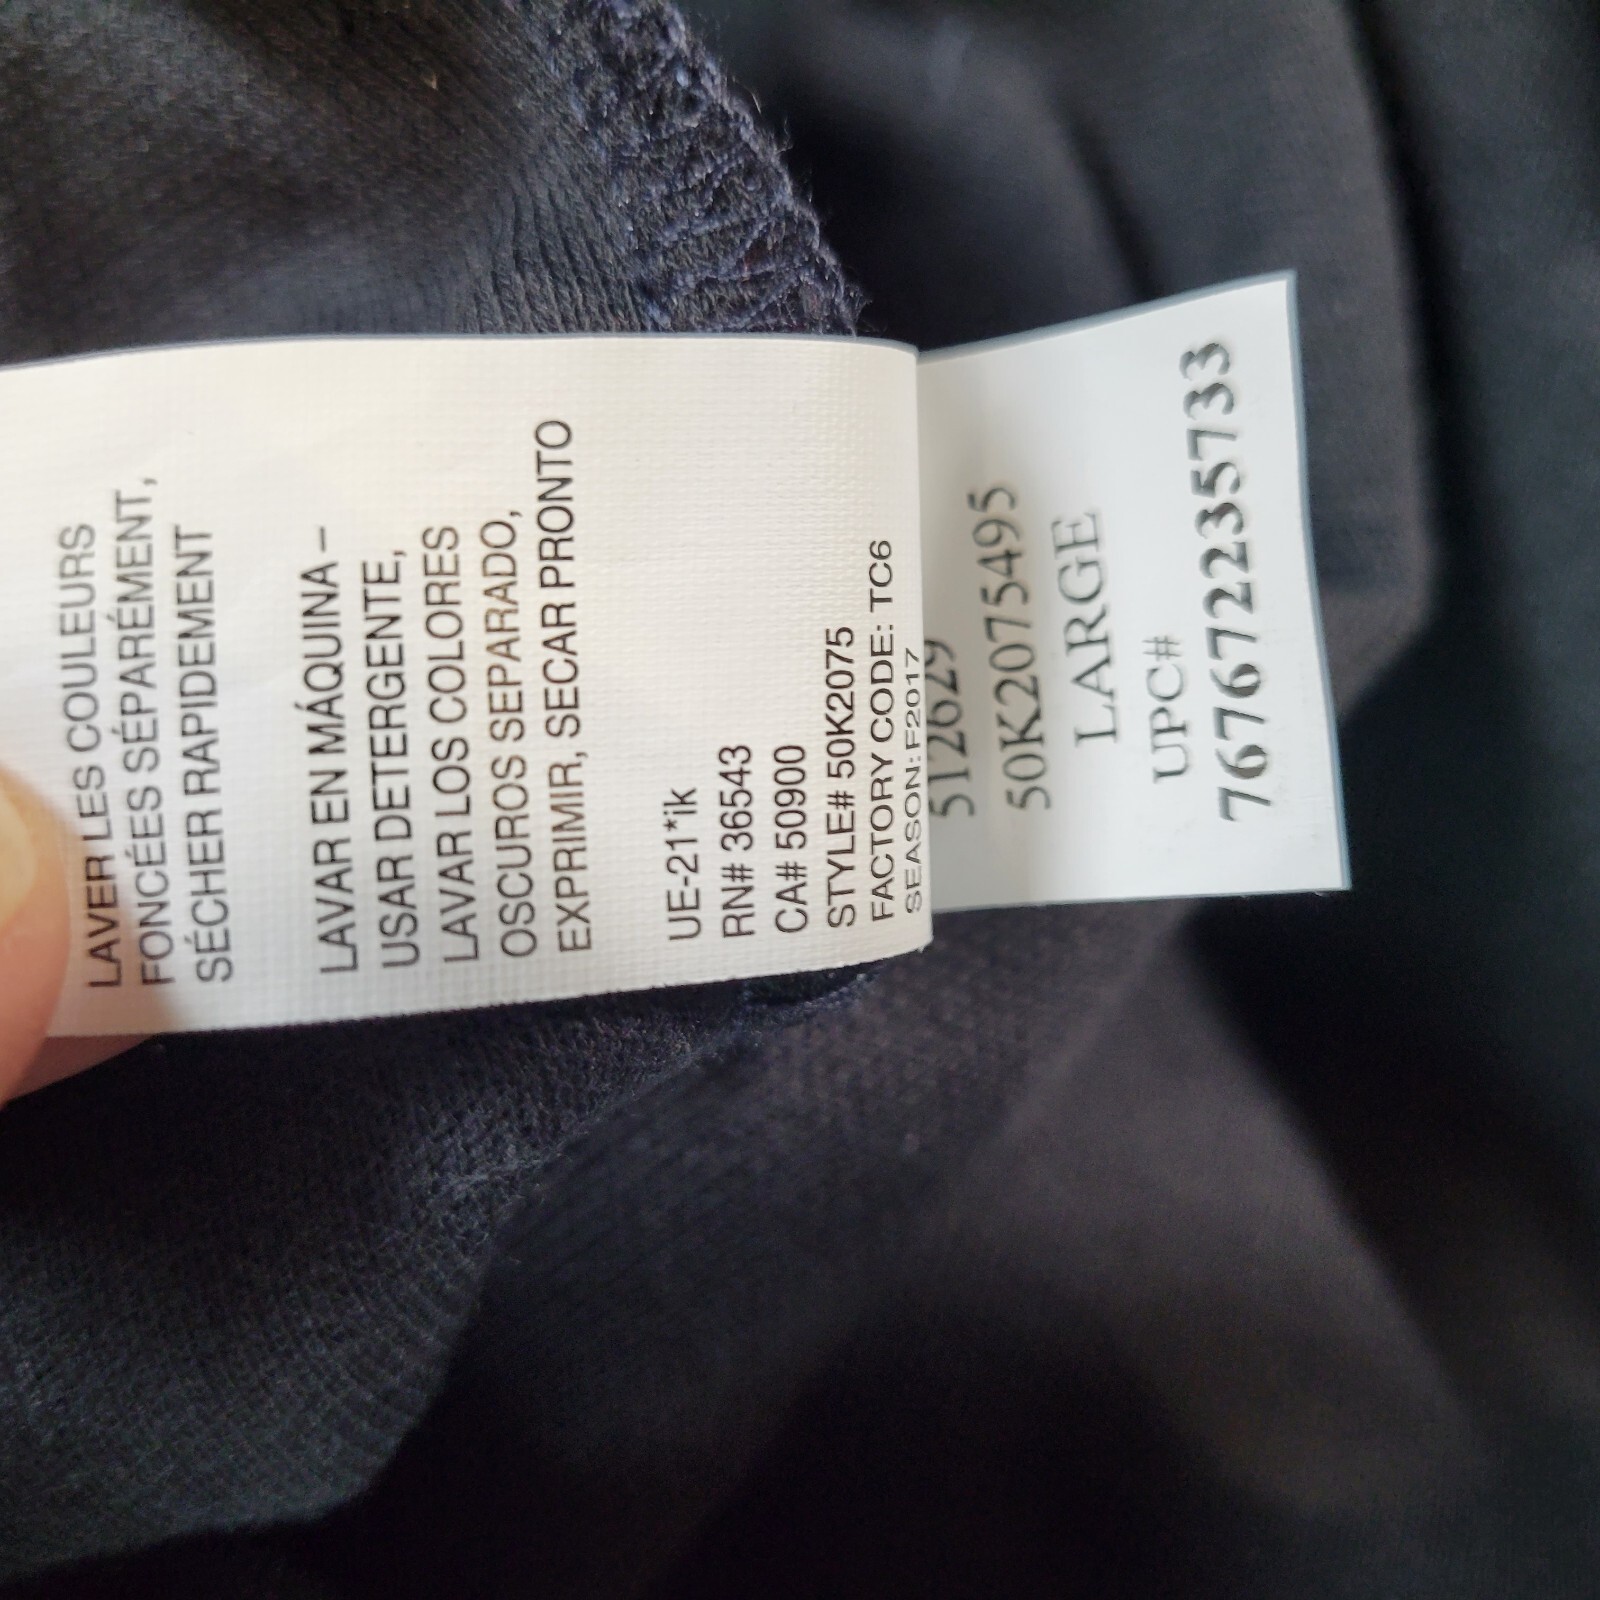 LAVER LES COULEURS
FONCÉES SÉPARÉMENT,
SÉCHER RAPIDEMENT
LAVAR EN MÁQUINA –
USAR DETERGENTE,
LAVAR LOS COLORES
OSCUROS SEPARADO,
EXPRIMIR, SECAR PRONTO
UE-21*ik
RN# 36543
CA# 50900
STYLE# 50K2075
FACTORY CODE: TC6
SEASON: F2017
512629
50K2075495
LARGE
UPC#
767672235733